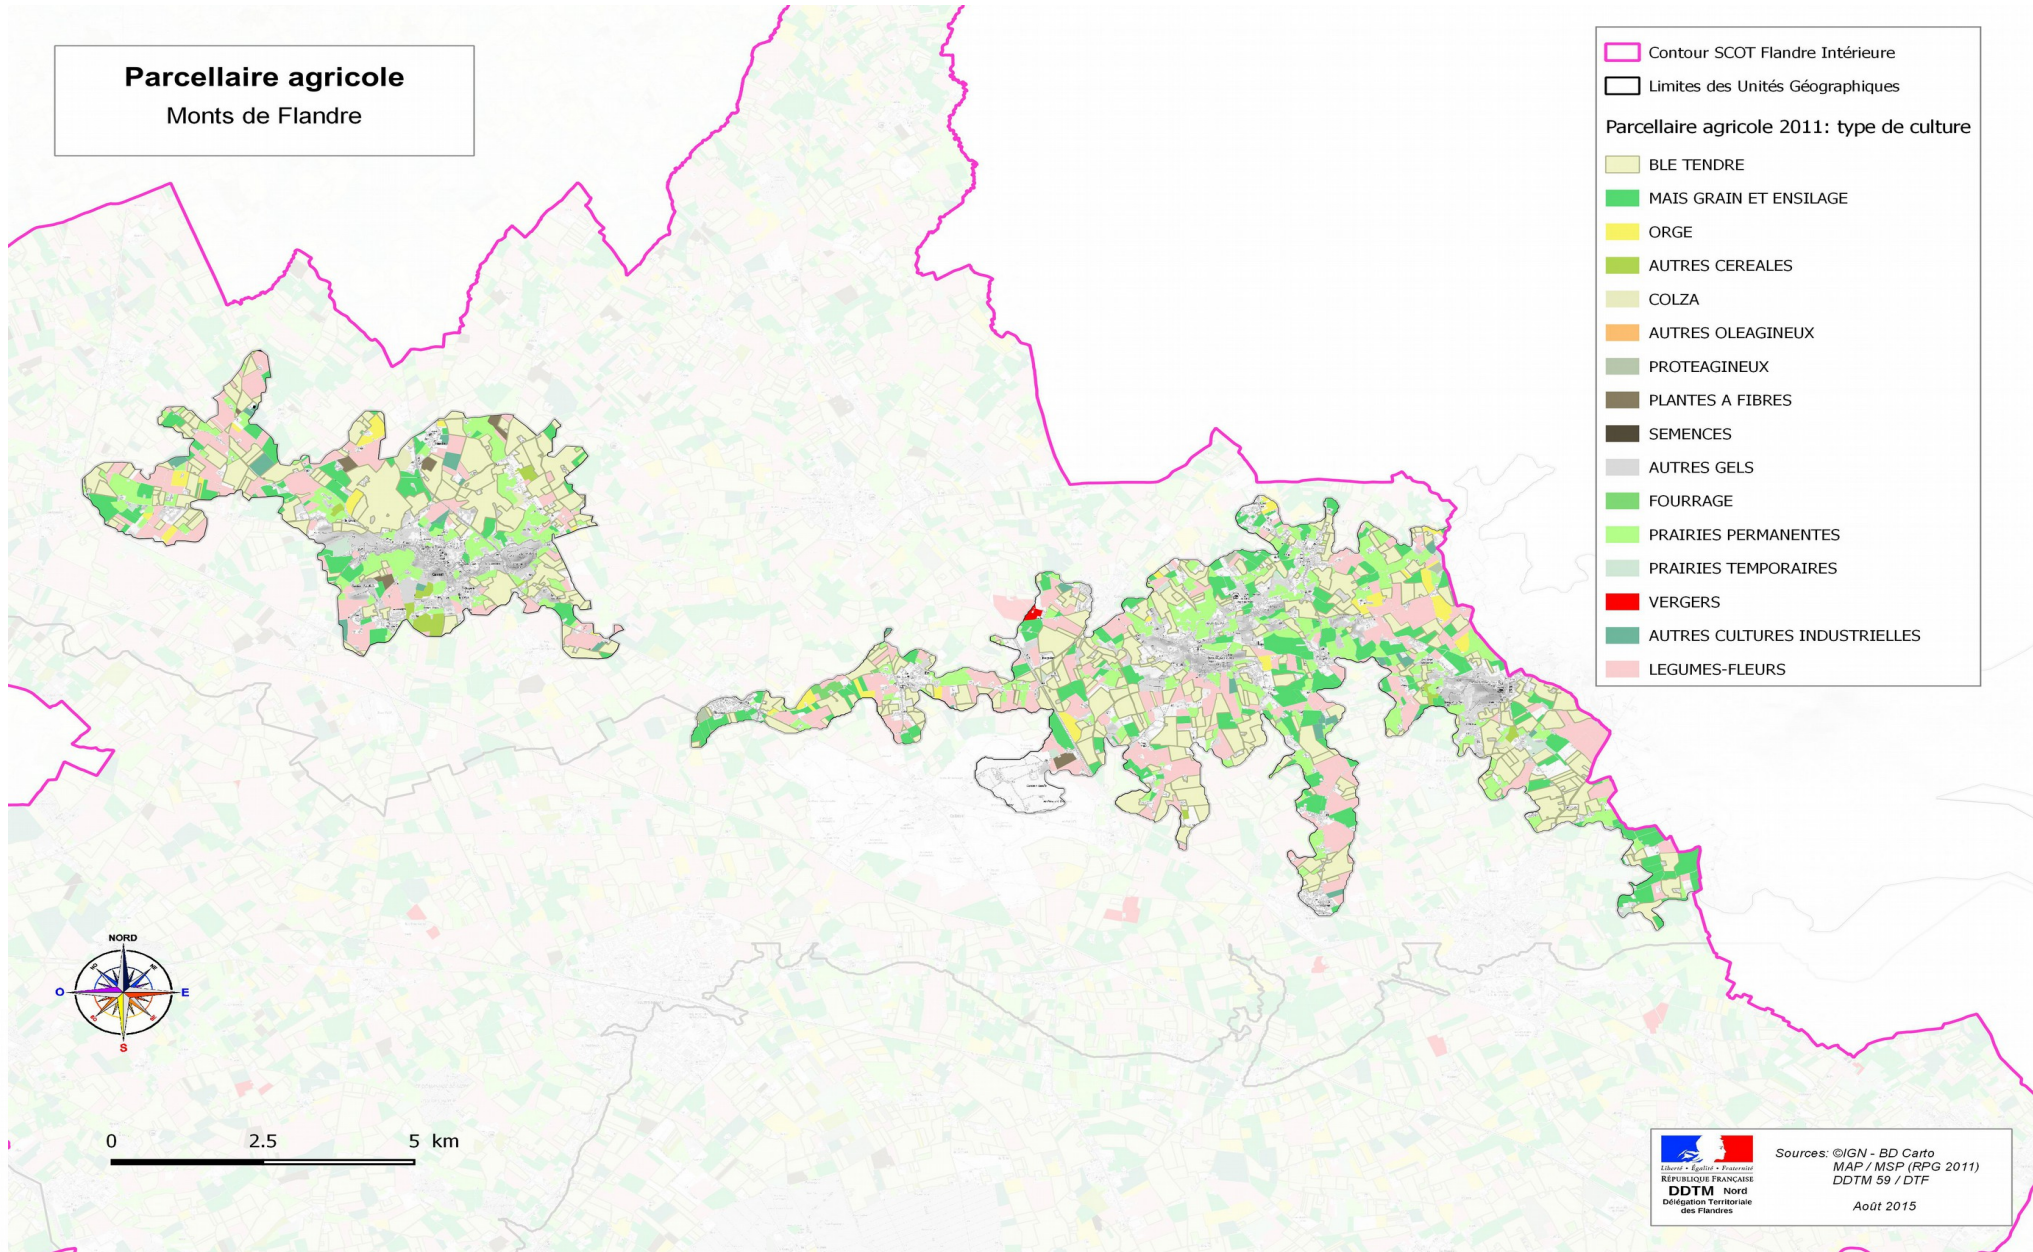 Parcellaire agricole
Monts de Flandre
Contour SCOT Flandre Intérieure
Limites des Unités Géographiques
Parcellaire agricole 2011: type de culture
BLE TENDRE
MAIS GRAIN ET ENSILAGE
ORGE
AUTRES CEREALES
COLZA
AUTRES OLEAGINEUX
PROTEAGINEUX
PLANTES A FIBRES
SEMENCES
AUTRES GELS
FOURRAGE
PRAIRIES PERMANENTES
PRAIRIES TEMPORAIRES
VERGERS
AUTRES CULTURES INDUSTRIELLES
LEGUMES-FLEURS
NORD
NO
NE
O
E
SO
SE
S
0 2.5 5 km
Liberté • Égalité • Fraternité
RÉPUBLIQUE FRANÇAISE
DDTM Nord
Délégation Territoriale
des Flandres
Sources: ©IGN - BD Carto
MAP / MSP (RPG 2011)
DDTM 59 / DTF
Août 2015